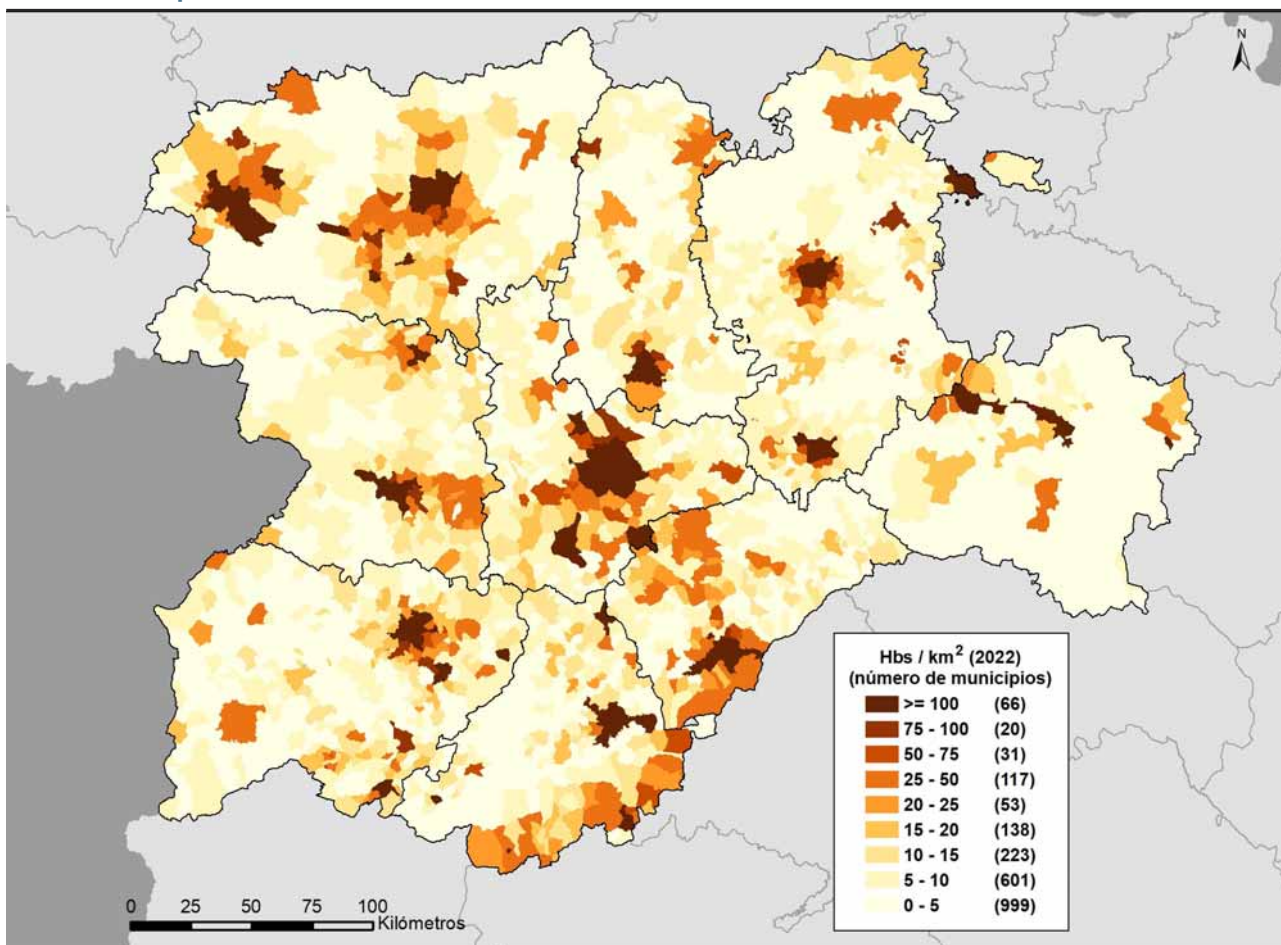 N
Hbs / km² (2022)
(número de municipios)
>= 100 (66)
75 - 100 (20)
50 - 75 (31)
25 - 50 (117)
20 - 25 (53)
15 - 20 (138)
10 - 15 (223)
5 - 10 (601)
0 - 5 (999)
0 25 50 75 100
Kilómetros